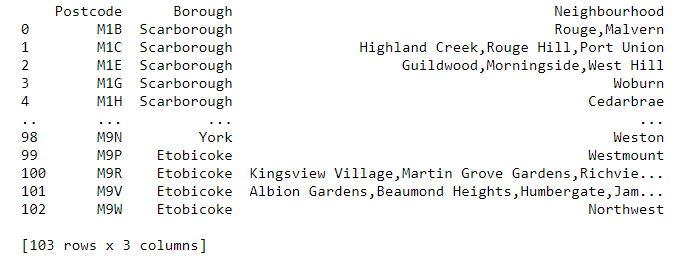 Postcode Borough Neighbourhood
0 M1B Scarborough Rouge,Malvern
1 M1C Scarborough Highland Creek,Rouge Hill,Port Union
2 M1E Scarborough Guildwood,Morningside,West Hill
3 M1G Scarborough Woburn
4 M1H Scarborough Cedarbrae
.. ... ... ...
98 M9N York Weston
99 M9P Etobicoke Westmount
100 M9R Etobicoke Kingsview Village,Martin Grove Gardens,Richvie...
101 M9V Etobicoke Albion Gardens,Beaumond Heights,Humbergate,Jam...
102 M9W Etobicoke Northwest
[103 rows x 3 columns]